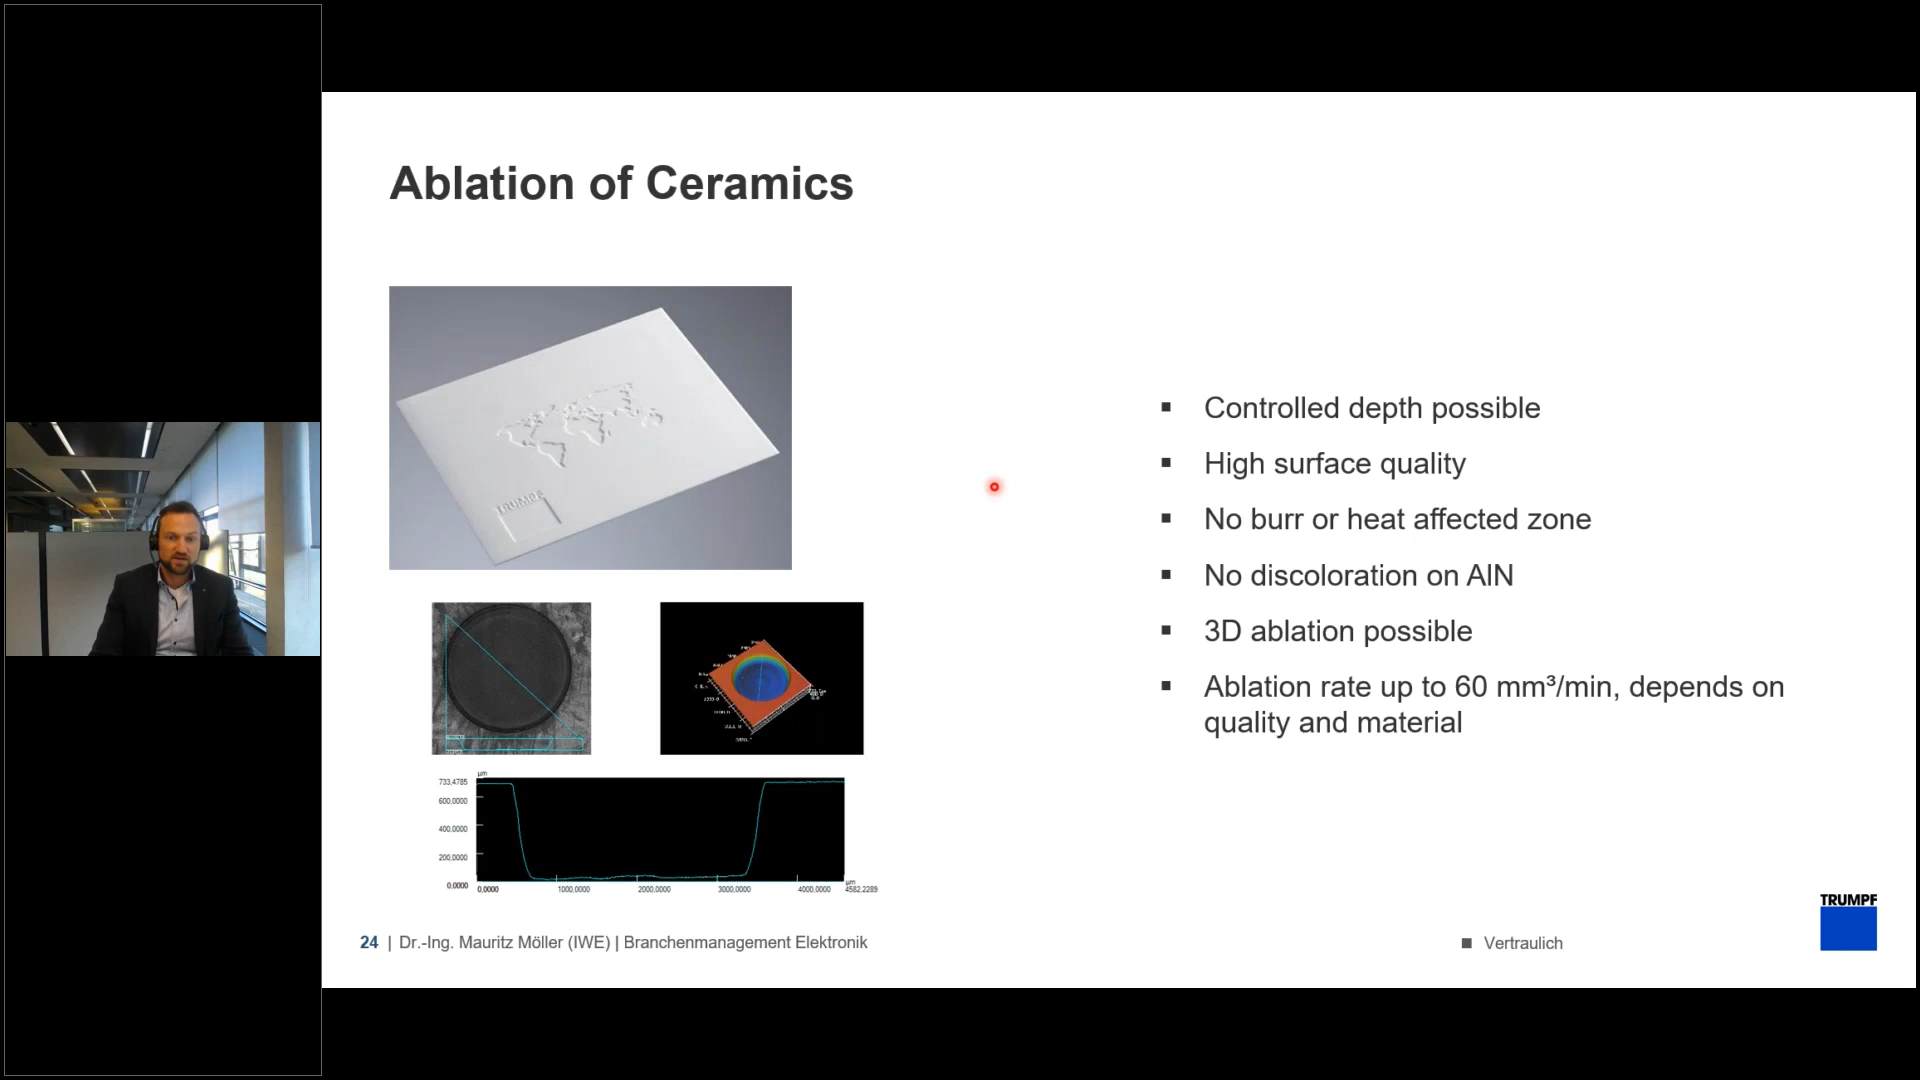 Ablation of Ceramics
TRUMPF
Controlled depth possible
High surface quality
No burr or heat affected zone
No discoloration on AlN
3D ablation possible
Ablation rate up to 60 mm³/min, depends on
quality and material
µm
733,4785
600,0000
400,0000
200,0000
0,0000
0,0000 1000,0000 2000,0000 3000,0000 4000,0000
µm
4582,2289
24 | Dr.-Ing. Mauritz Möller (IWE) | Branchenmanagement Elektronik
Vertraulich
TRUMPF